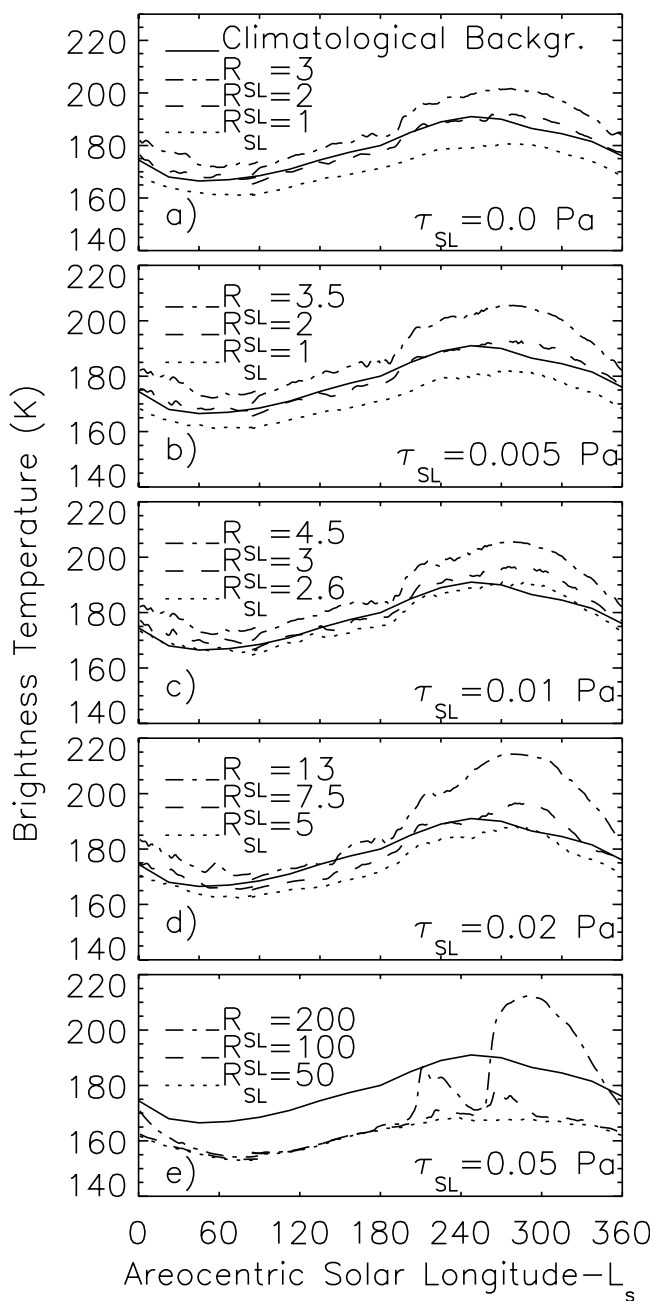 Climatological Backgr.
R_SL=3
R_SL=2
R_SL=1
220
200
180
160
140
a)
τ_SL=0.0 Pa
R_SL=3.5
R_SL=2
R_SL=1
220
200
180
160
140
b)
τ_SL=0.005 Pa
R_SL=4.5
R_SL=3
R_SL=2.6
220
200
180
160
140
c)
τ_SL=0.01 Pa
R_SL=13
R_SL=7.5
R_SL=5
220
200
180
160
140
d)
τ_SL=0.02 Pa
R_SL=200
R_SL=100
R_SL=50
220
200
180
160
140
e)
τ_SL=0.05 Pa
Brightness Temperature (K)
0 60 120 180 240 300 360
Areocentric Solar Longitude-L_s